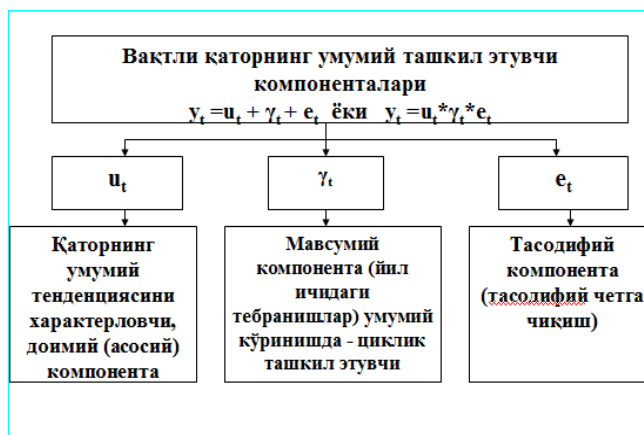 Вақтли қаторнинг умумий ташкил этувчи
компоненталари
yₜ =uₜ + γₜ + eₜ ёки yₜ =uₜ*γₜ*eₜ
uₜ
γₜ
eₜ
Қаторнинг
умумий
тенденциясини
характерловчи,
доимий (асосий)
компонента
Мавсумий
компонента (йил
ичидаги
тебранишлар) умумий
кўринишда - циклик
ташкил этувчи
Тасодифий
компонента
(тасодифий четга
чиқиш)